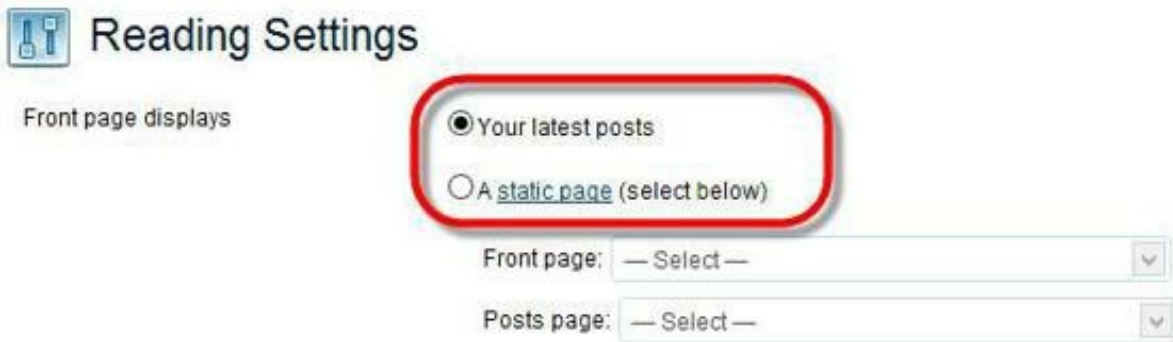 Reading Settings
Front page displays
Your latest posts
A static page (select below)
Front page: — Select —
Posts page: — Select —